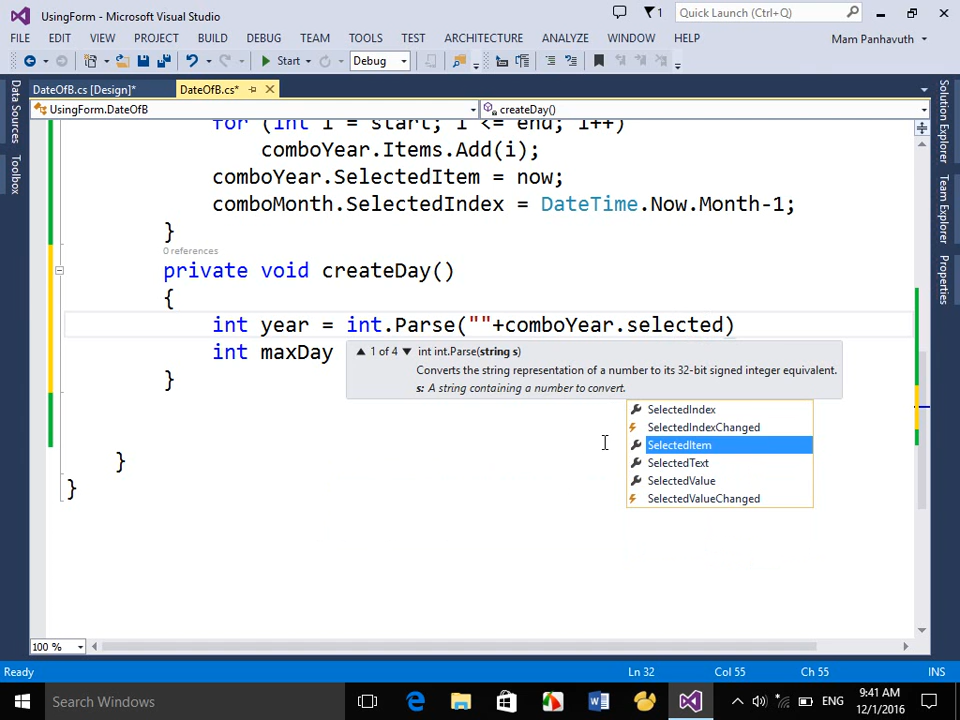 UsingForm - Microsoft Visual Studio
1
Quick Launch (Ctrl+Q)
FILE EDIT VIEW PROJECT BUILD DEBUG TEAM TOOLS TEST ARCHITECTURE ANALYZE WINDOW HELP
Mam Panhavuth
Start Debug
Data Sources
Toolbox
DateOfB.cs [Design]*
DateOfB.cs*
UsingForm.DateOfB
createDay()
for (int i = start; i <= end; i++)
comboYear.Items.Add(i);
comboYear.SelectedItem = now;
comboMonth.SelectedIndex = DateTime.Now.Month-1;
}
0 references
private void createDay()
{
int year = int.Parse(""+comboYear.selected)
int maxDay
1 of 4 int int.Parse(string s)
Converts the string representation of a number to its 32-bit signed integer equivalent.
s: A string containing a number to convert.
}
SelectedIndex
SelectedIndexChanged
SelectedItem
SelectedText
SelectedValue
SelectedValueChanged
}
}
Solution Explorer
Team Explorer
Properties
100 %
Ready
Ln 32
Col 55
Ch 55
INS
Search Windows
ENG
9:41 AM
12/1/2016